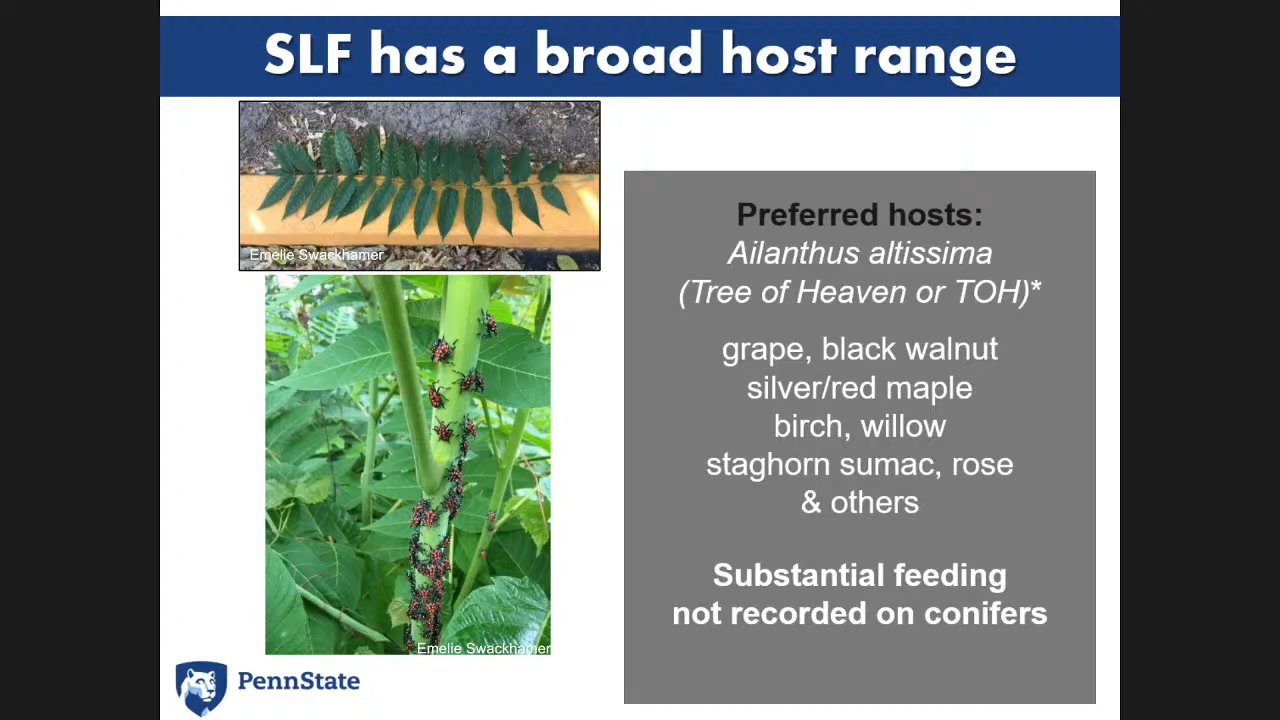 SLF has a broad host range
Emelie Swackhamer
Emelie Swackhamer
PennState
Preferred hosts:
Ailanthus altissima
(Tree of Heaven or TOH)*
grape, black walnut
silver/red maple
birch, willow
staghorn sumac, rose
& others
Substantial feeding
not recorded on conifers